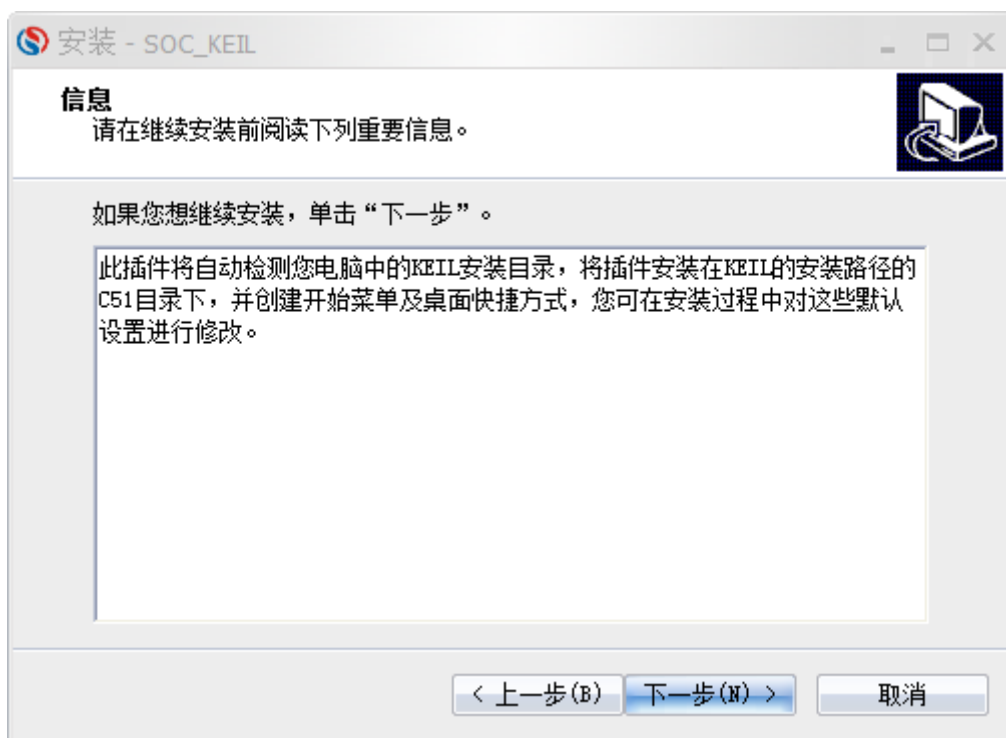 安装 - SOC_KEIL
信息
请在继续安装前阅读下列重要信息。
如果您想继续安装，单击“下一步”。
此插件将自动检测您电脑中的KEIL安装目录，将插件安装在KEIL的安装路径的
C51目录下，并创建开始菜单及桌面快捷方式，您可在安装过程中对这些默认
设置进行修改。
< 上一步(B) 下一步(N) > 取消